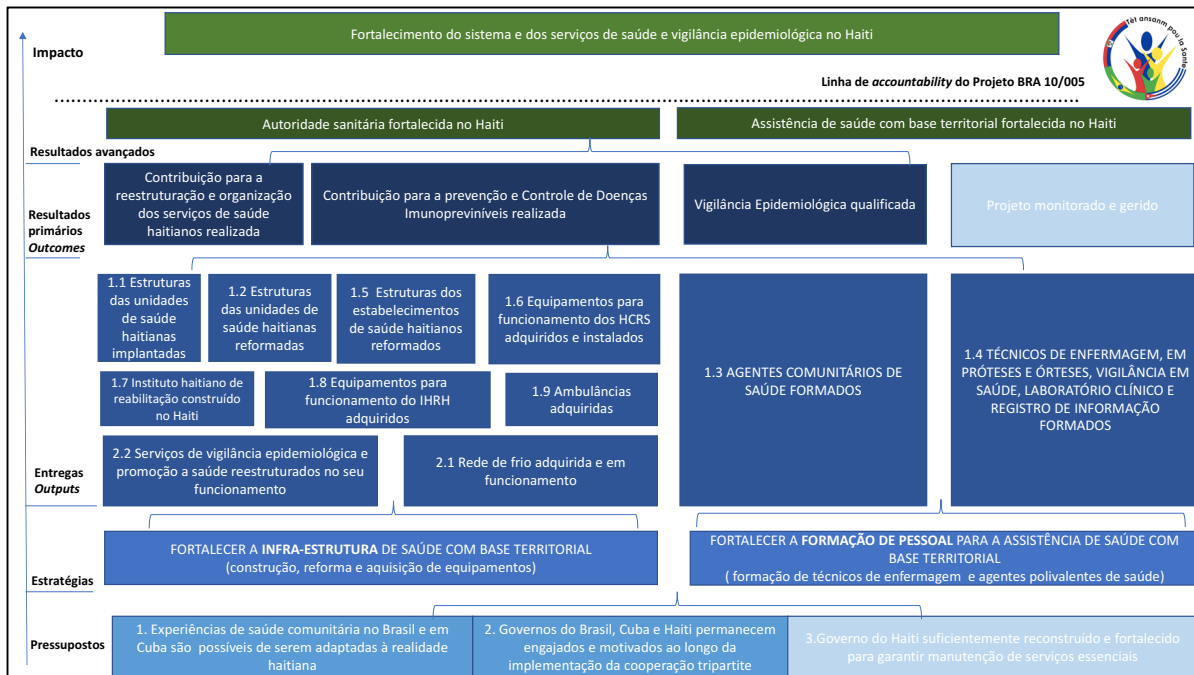 Impacto
Fortalecimento do sistema e dos serviços de saúde e vigilância epidemiológica no Haiti
Tèt ansanm pou la Sante
Linha de accountability do Projeto BRA 10/005
Autoridade sanitária fortalecida no Haiti
Assistência de saúde com base territorial fortalecida no Haiti
Resultados avançados
Contribuição para a
reestruturação e organização
dos serviços de saúde
haitianos realizada
Contribuição para a prevenção e Controle de Doenças
Imunopreviníveis realizada
Vigilância Epidemiológica qualificada
Projeto monitorado e gerido
Resultados
primários
Outcomes
1.1 Estruturas
das unidades
de saúde
haitianas
implantadas
1.2 Estruturas
das unidades de
saúde haitianas
reformadas
1.5 Estruturas dos
estabelecimentos
de saúde haitianos
reformados
1.6 Equipamentos para
funcionamento dos HCRS
adquiridos e instalados
1.3 AGENTES COMUNITÁRIOS DE
SAÚDE FORMADOS
1.4 TÉCNICOS DE ENFERMAGEM, EM
PRÓTESES E ÓRTESES, VIGILÂNCIA EM
SAÚDE, LABORATÓRIO CLÍNICO E
REGISTRO DE INFORMAÇÃO
FORMADOS
1.7 Instituto haitiano de
reabilitação construído
no Haiti
1.8 Equipamentos para
funcionamento do IHRH
adquiridos
1.9 Ambulâncias
adquiridas
2.2 Serviços de vigilância epidemiológica e
promoção a saúde reestruturados no seu
funcionamento
2.1 Rede de frio adquirida e em
funcionamento
Entregas
Outputs
FORTALECER A INFRA-ESTRUTURA DE SAÚDE COM BASE TERRITORIAL
(construção, reforma e aquisição de equipamentos)
FORTALECER A FORMAÇÃO DE PESSOAL PARA A ASSISTÊNCIA DE SAÚDE COM
BASE TERRITORIAL
( formação de técnicos de enfermagem e agentes polivalentes de saúde)
Estratégias
Pressupostos
1. Experiências de saúde comunitária no Brasil e em
Cuba são possíveis de serem adaptadas à realidade
haitiana
2. Governos do Brasil, Cuba e Haiti permecem
engajados e motivados ao longo da
implementação da cooperação tripartite
3.Governo do Haiti suficientemente reconstruído e fortalecido
para garantir manutenção de serviços essenciais